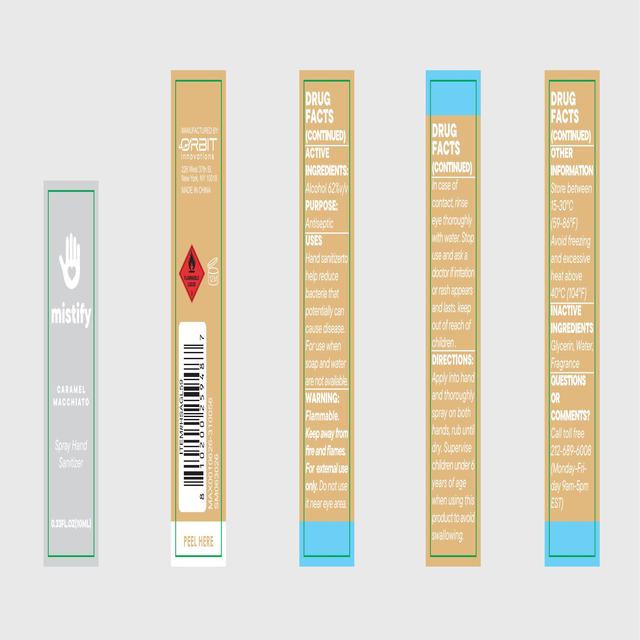 mistify
CARAMEL
MACCHIATO
Spray Hand
Sanitizer
0.33FL.OZ(10ML)
MANUFACTURED BY:
ORBIT
innovations
New York, NY 10018
MADE IN CHINA
FLAMMABLE
LIQUID
ITEM#HSAGL59
8 10200 25948 7
PEEL HERE
DRUG
FACTS
(CONTINUED)
ACTIVE
INGREDIENTS:
Alcohol 62%v/v
PURPOSE:
Antiseptic
USES
Hand sanitizerto
help reduce
bacteria that
potentially can
cause disease.
For use when
soap and water
are not available.
WARNING:
Flammable.
Keep away from
fire and flames.
For external use
only. Do not use
it near eye area.
DRUG
FACTS
(CONTINUED)
In case of
contact, rinse
eye thoroughly
with water. Stop
use and ask a
doctor if irritation
or rash appears
and lasts. keep
out of reach of
children .
DIRECTIONS:
Apply into hand
and thoroughly
spray on both
hands, rub until
dry. Supervise
children under 6
years of age
when using this
product to avoid
swallowing.
DRUG
FACTS
(CONTINUED)
OTHER
INFORMATION
Store between
15-30°C
(59-86°F)
Avoid freezing
and excessive
heat above
40°C (104°F)
INACTIVE
INGREDIENTS
Glycerin, Water,
Fragrance
QUESTIONS
OR
COMMENTS?
Call toll free
212-689-6008
(Monday-Fri-
day 9am-5pm
EST)